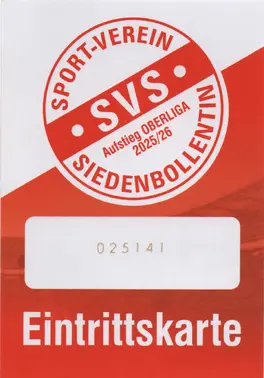 SPORT-VEREIN
• SVS •
Aufstieg OBERLIGA
2025/26
SIEDENBOLLENTIN
025141
Eintrittskarte